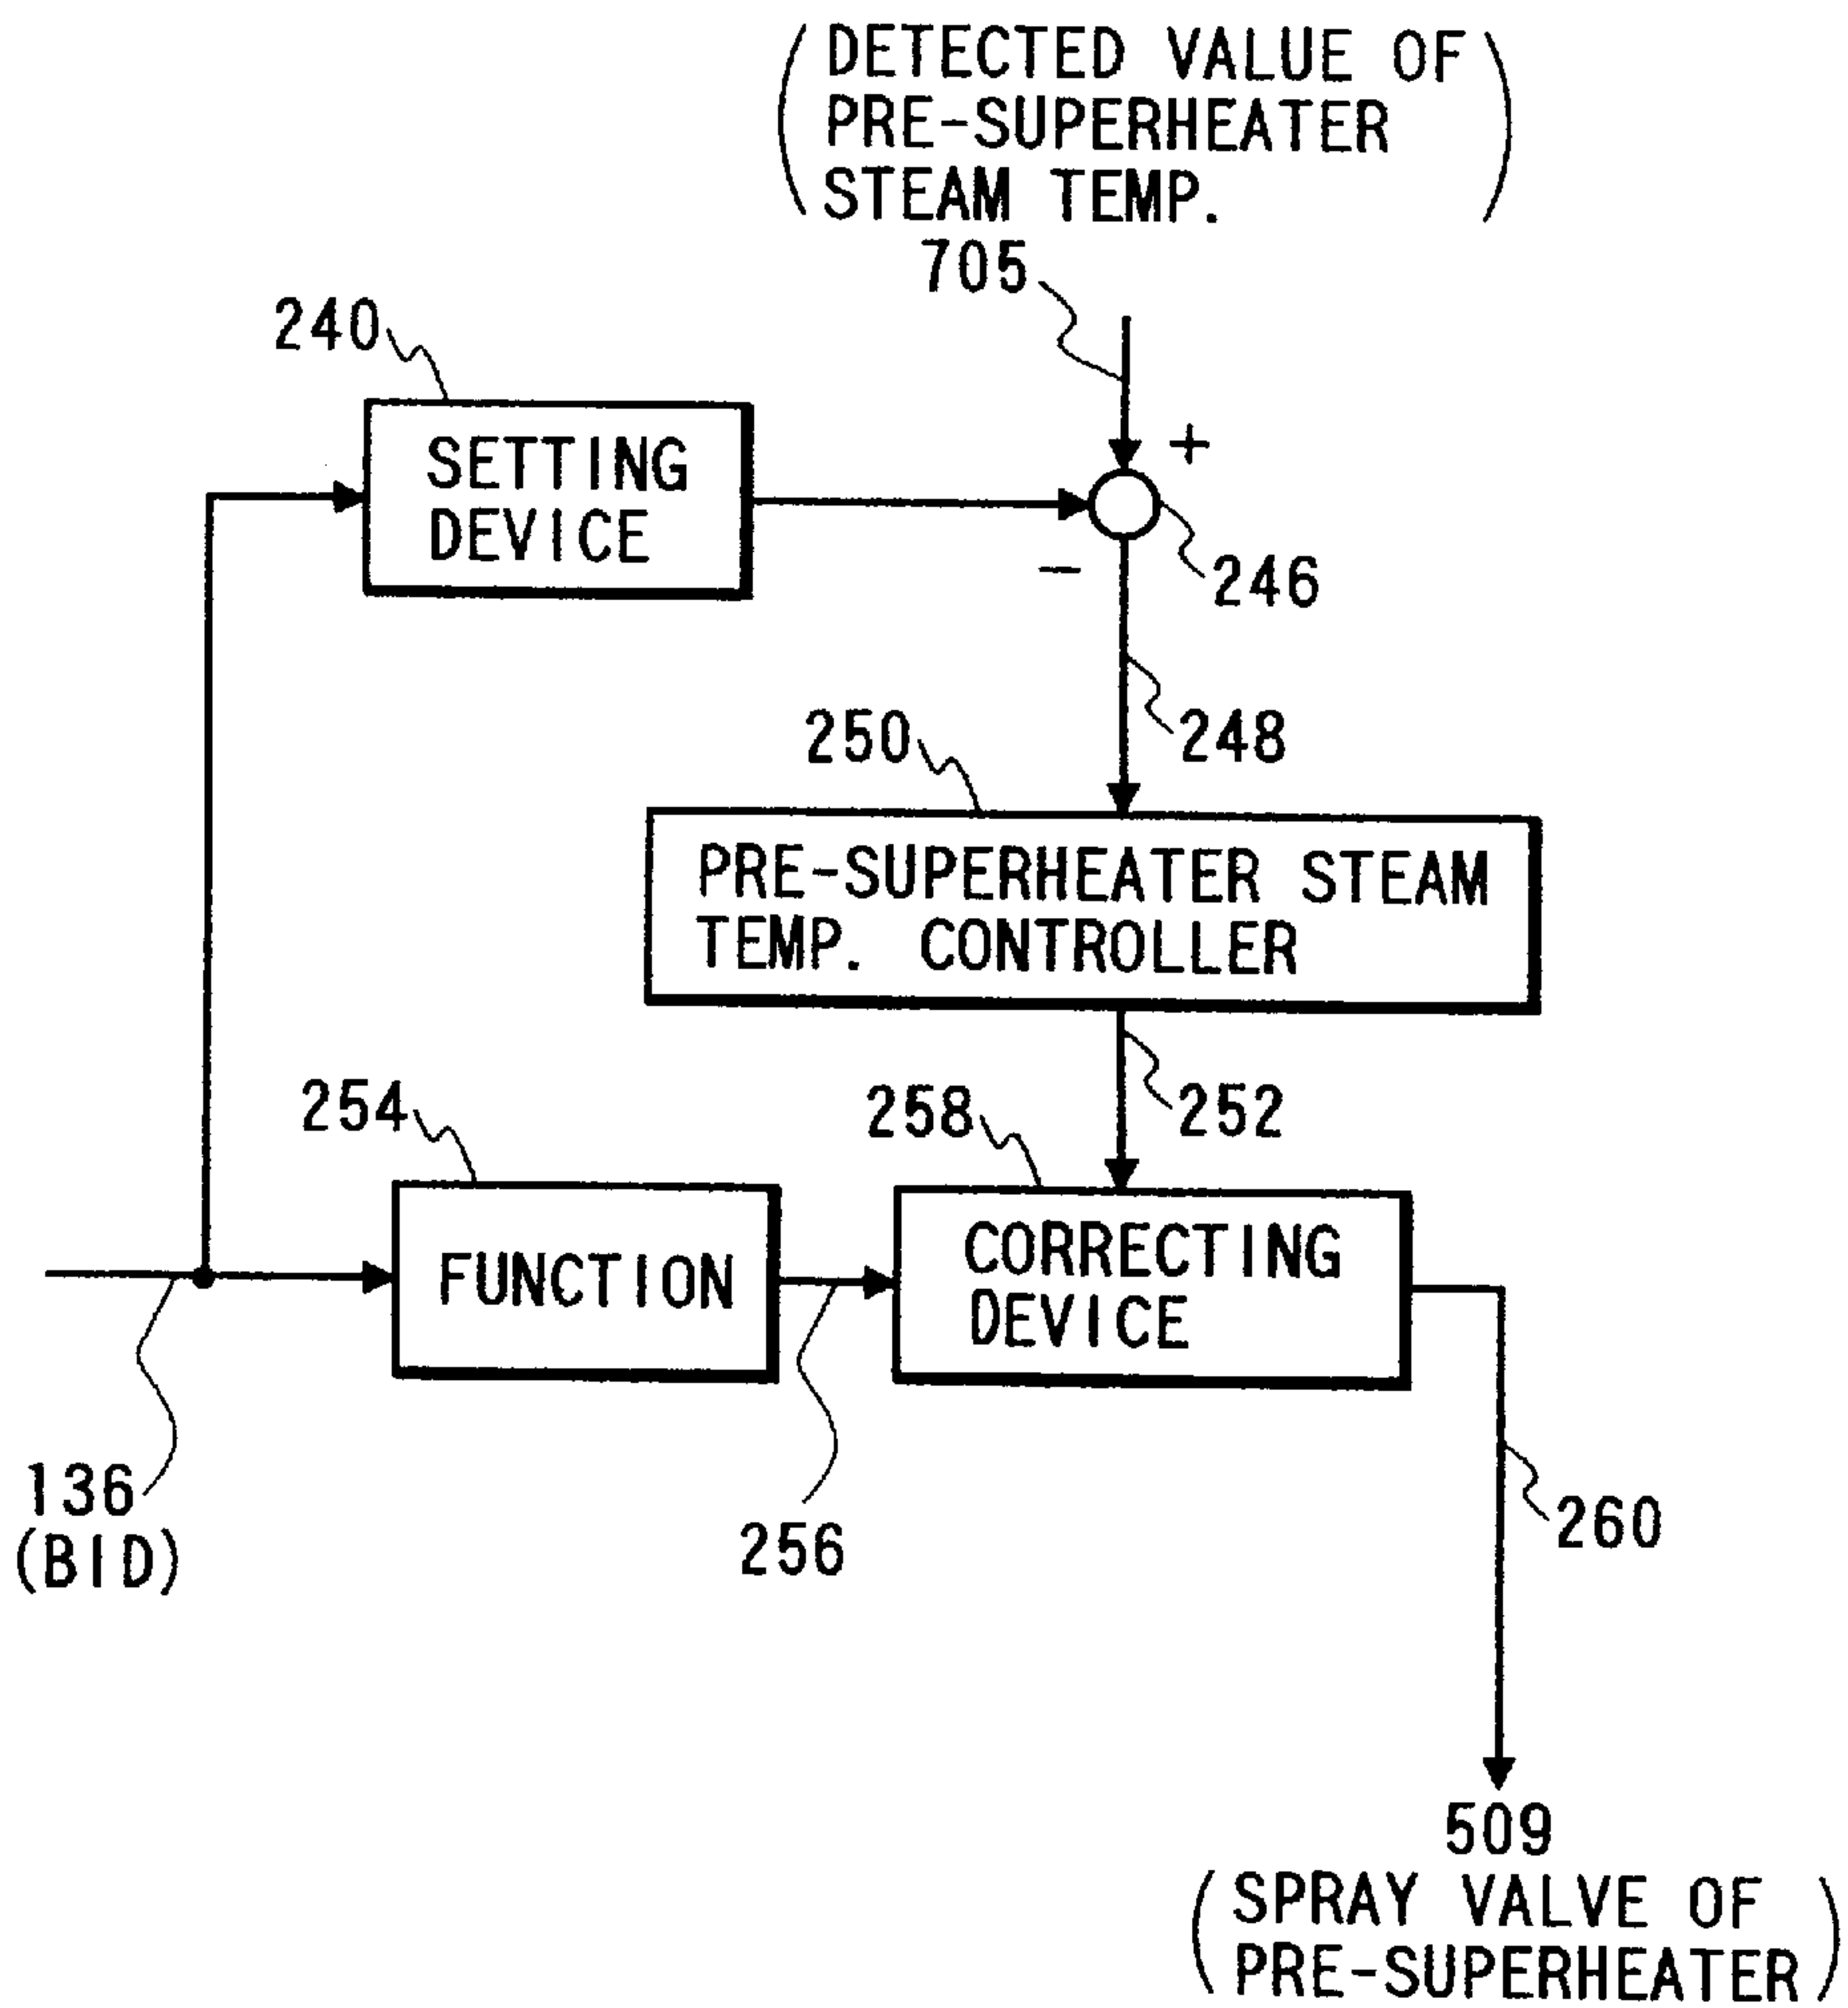 DETECTED VALUE OF
PRE-SUPERHEATER
STEAM TEMP.
705
240
SETTING
DEVICE
+
-
246
248
250
PRE-SUPERHEATER STEAM
TEMP. CONTROLLER
252
254
258
FUNCTION
CORRECTING
DEVICE
136
(BID)
256
260
509
(SPRAY VALVE OF
PRE-SUPERHEATER)